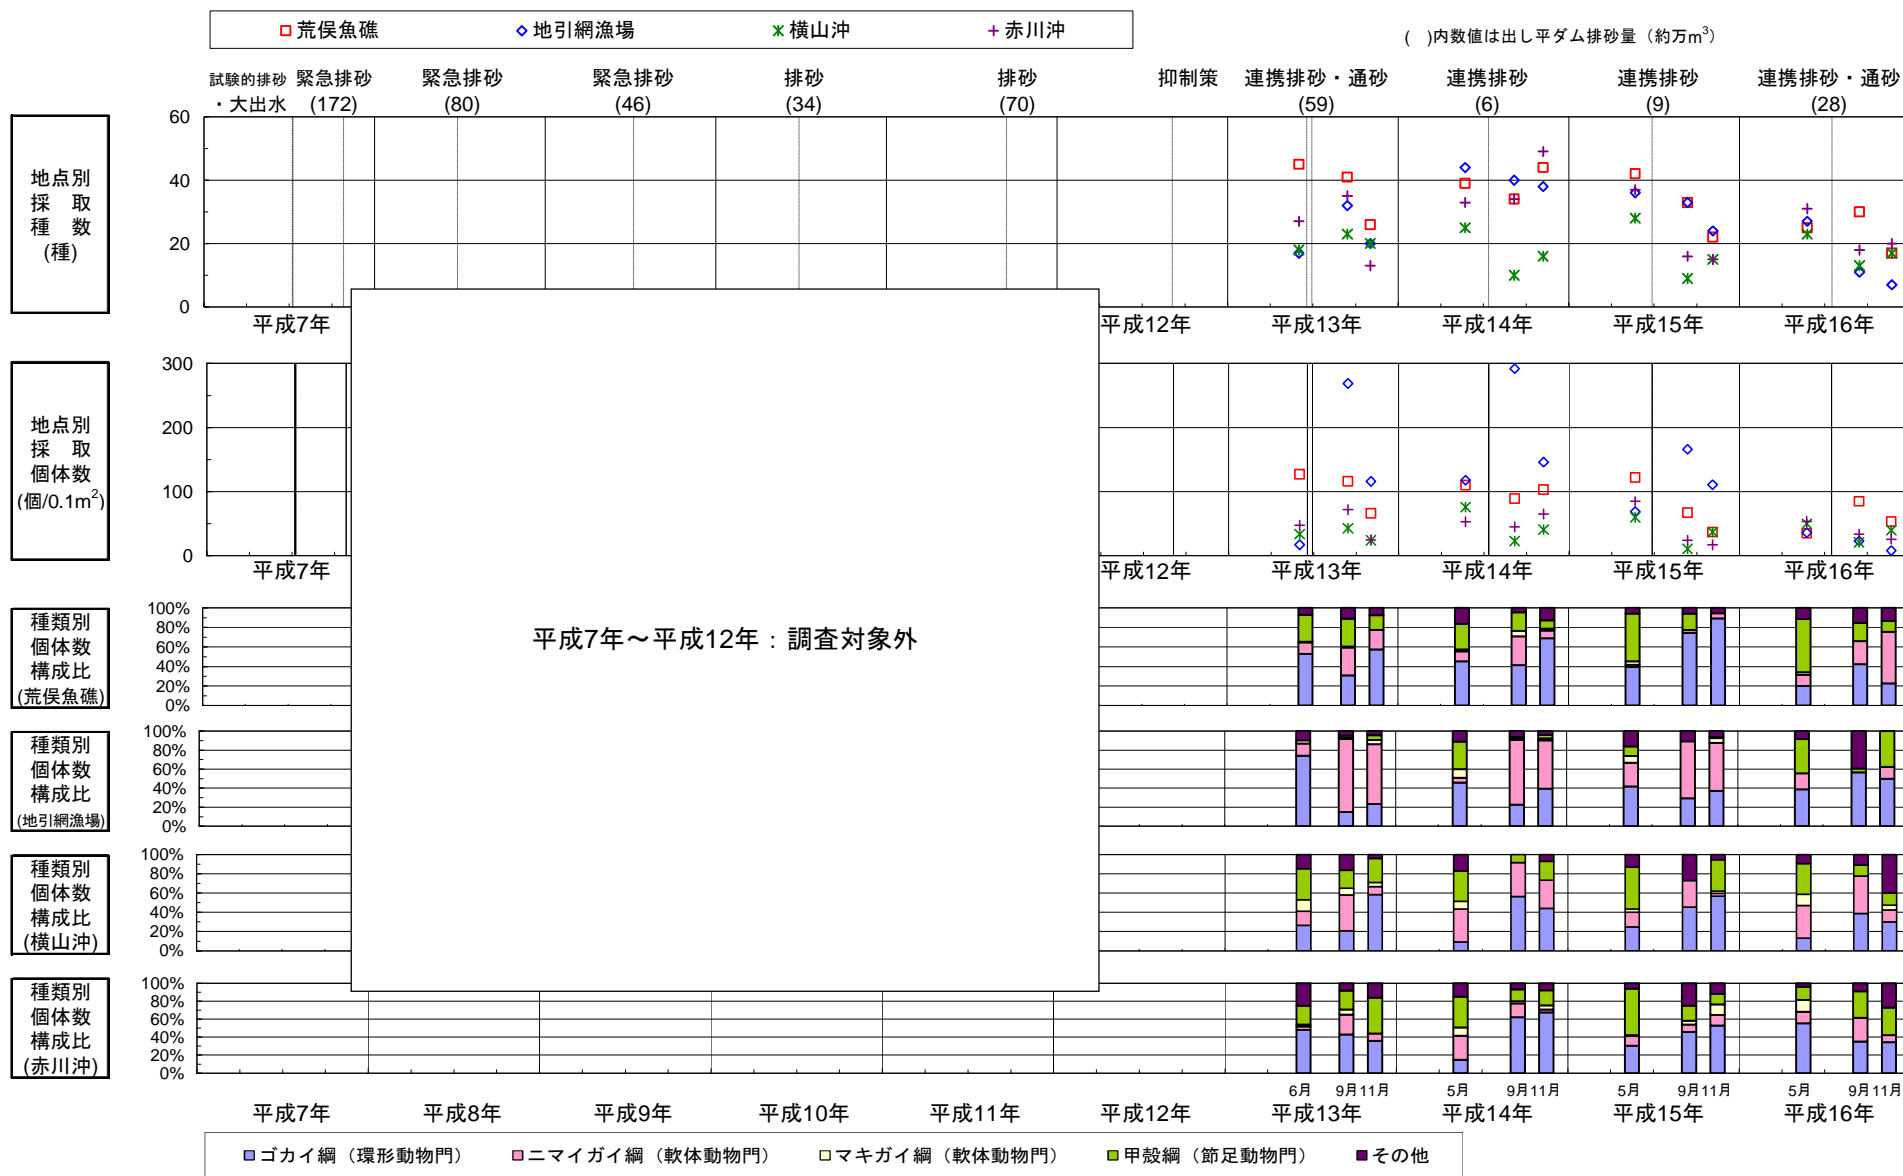 荒俣魚礁 地引網漁場 横山沖 赤川沖
( )内数値は出し平ダム排砂量（約万m³）
試験的排砂 緊急排砂 緊急排砂 緊急排砂 排砂 排砂 抑制策 連携排砂・通砂 連携排砂 連携排砂 連携排砂・通砂
・大出水 (172) (80) (46) (34) (70) (59) (6) (9) (28)
地点別
採　取
種　数
(種)
60
40
20
0
平成7年 平成12年 平成13年 平成14年 平成15年 平成16年
地点別
採　取
個体数
(個/0.1m²)
300
200
100
0
平成7年 平成12年 平成13年 平成14年 平成15年 平成16年
平成7年～平成12年：調査対象外
種類別
個体数
構成比
(荒俣魚礁)
100%
80%
60%
40%
20%
0%
種類別
個体数
構成比
(地引網漁場)
100%
80%
60%
40%
20%
0%
種類別
個体数
構成比
(横山沖)
100%
80%
60%
40%
20%
0%
種類別
個体数
構成比
(赤川沖)
100%
80%
60%
40%
20%
0%
6月 9月 11月 5月 9月 11月 5月 9月 11月 5月 9月 11月
平成7年 平成8年 平成9年 平成10年 平成11年 平成12年 平成13年 平成14年 平成15年 平成16年
ゴカイ綱（環形動物門） ニマイガイ綱（軟体動物門） マキガイ綱（軟体動物門） 甲殻綱（節足動物門） その他